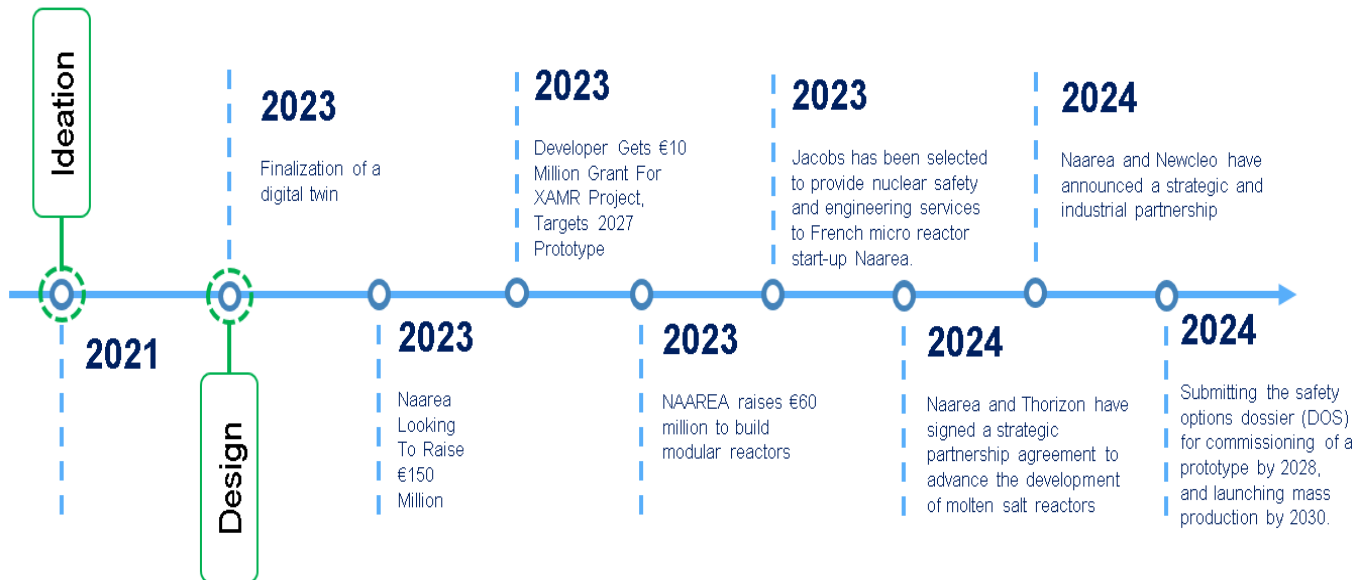 Ideation
2021
2023
Finalization of a
digital twin
Design
2023
Naarea
Looking
To Raise
€150
Million
2023
Developer Gets €10
Million Grant For
XAMR Project,
Targets 2027
Prototype
2023
NAAREA raises €60
million to build
modular reactors
2023
Jacobs has been selected
to provide nuclear safety
and engineering services
to French micro reactor
start-up Naarea.
2024
Naarea and Thorizon have
signed a strategic
partnership agreement to
advance the development
of molten salt reactors
2024
Naarea and Newcleo have
announced a strategic and
industrial partnership
2024
Submitting the safety
options dossier (DOS)
for commissioning of a
prototype by 2028,
and launching mass
production by 2030.